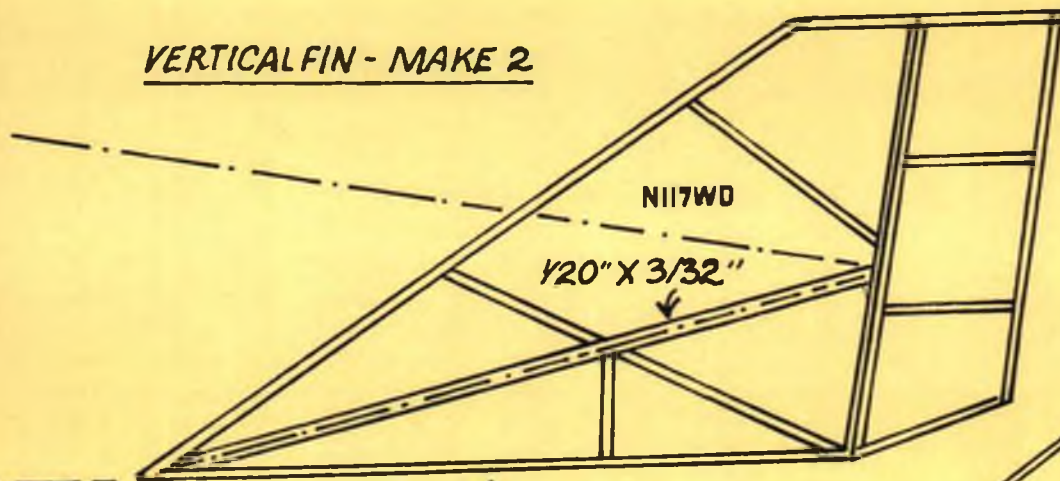 VERTICAL FIN - MAKE 2
N117WD
1/20" X 3/32"